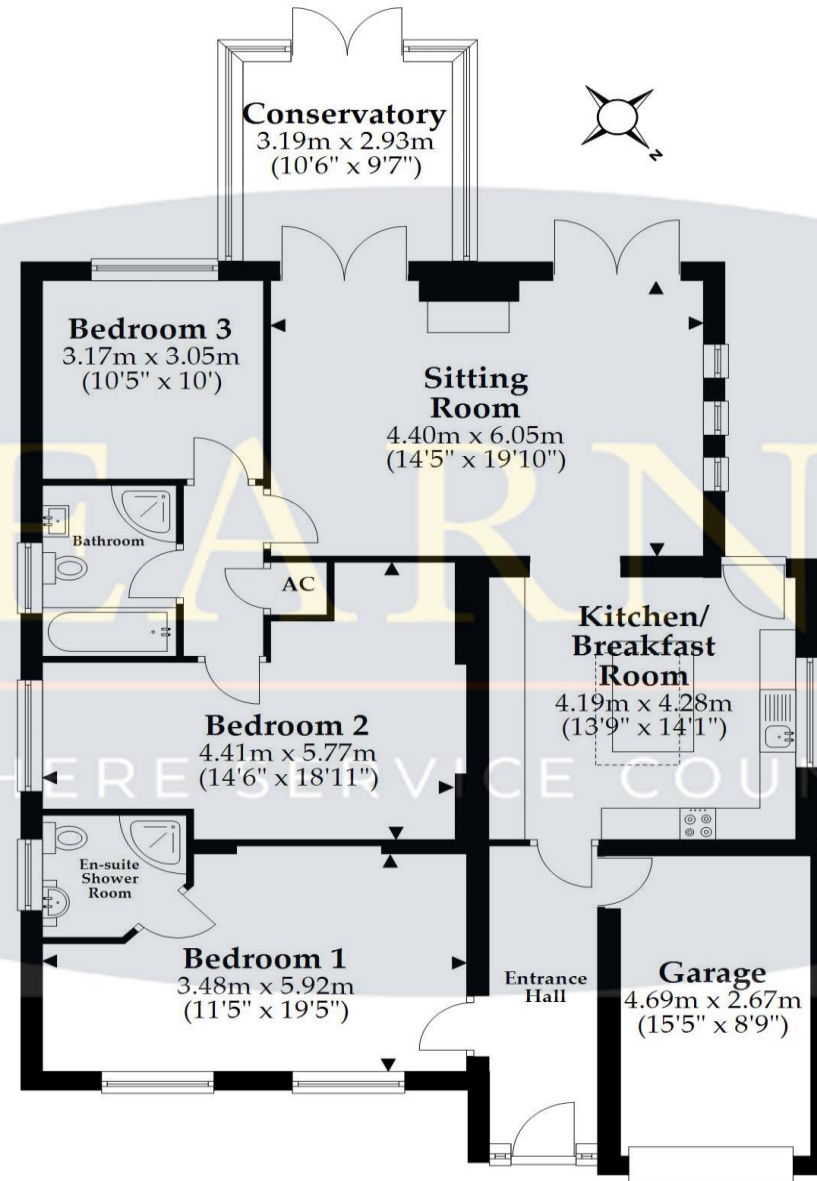 Conservatory
3.19m x 2.93m
(10'6" x 9'7")
N
Bedroom 3
3.17m x 3.05m
(10'5" x 10')
Sitting
Room
4.40m x 6.05m
(14'5" x 19'10")
EARN
Bathroom
AC
Kitchen/
Breakfast
Room
4.19m x 4.28m
(13'9" x 14'1")
Bedroom 2
4.41m x 5.77m
(14'6" x 18'11")
HERE SERVICE COUN
En-suite
Shower
Room
Bedroom 1
3.48m x 5.92m
(11'5" x 19'5")
Entrance
Hall
Garage
4.69m x 2.67m
(15'5" x 8'9")